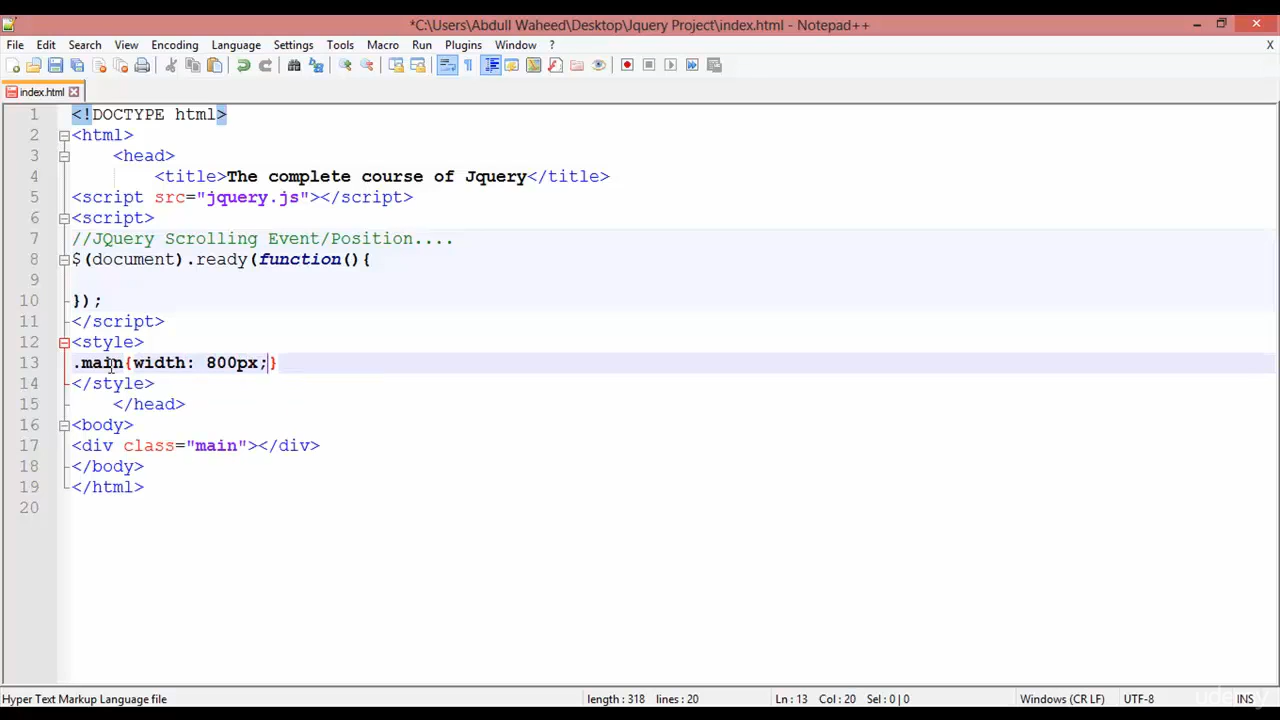 *C:\Users\Abdull Waheed\Desktop\Jquery Project\index.html - Notepad++
File Edit Search View Encoding Language Settings Tools Macro Run Plugins Window ? X
index.html
1 <!DOCTYPE html>
2 <html>
3 <head>
4 <title>The complete course of Jquery</title>
5 <script src="jquery.js"></script>
6 <script>
7 //JQuery Scrolling Event/Position....
8 $(document).ready(function(){
9
10 });
11 </script>
12 <style>
13 .main{width: 800px;}
14 </style>
15 </head>
16 <body>
17 <div class="main"></div>
18 </body>
19 </html>
20
Hyper Text Markup Language file length : 318 lines : 20 Ln : 13 Col : 20 Sel : 0 | 0 Windows (CR LF) UTF-8 INS
udemy